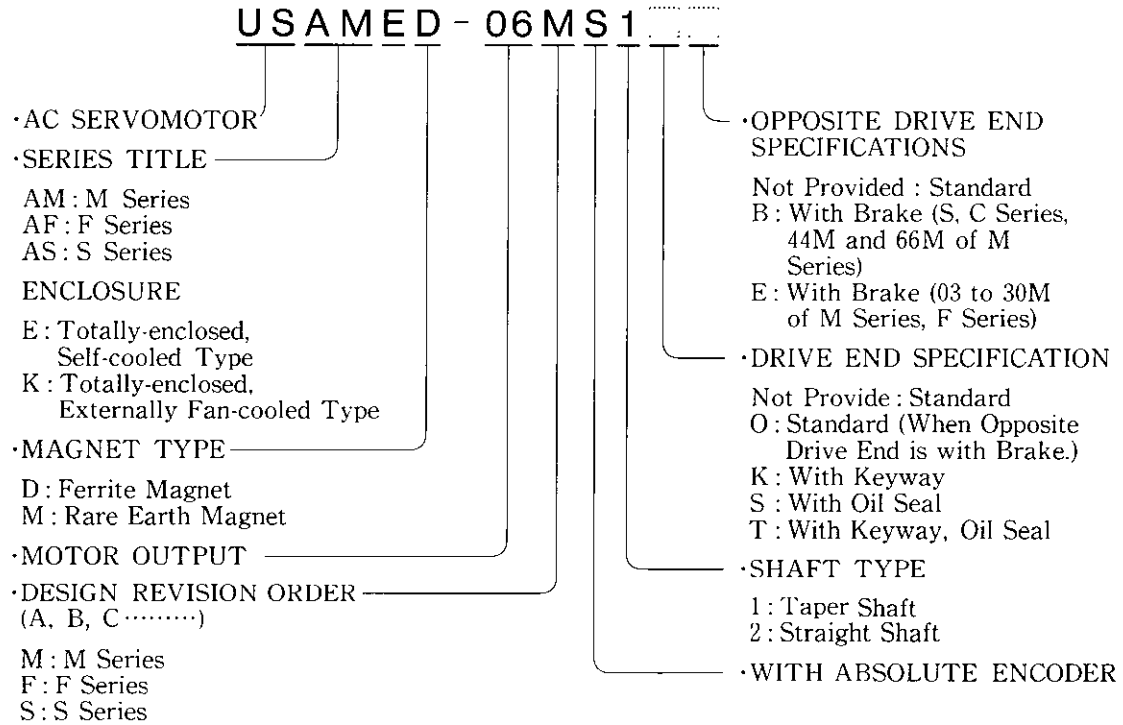 USAMED-06MS1
·AC SERVOMOTOR
·SERIES TITLE
AM : M Series
AF : F Series
AS : S Series
ENCLOSURE
E : Totally-enclosed,
Self-cooled Type
K : Totally-enclosed,
Externally Fan-cooled Type
·MAGNET TYPE
D : Ferrite Magnet
M : Rare Earth Magnet
·MOTOR OUTPUT
·DESIGN REVISION ORDER
(A, B, C ·········)
M : M Series
F : F Series
S : S Series
·OPPOSITE DRIVE END
SPECIFICATIONS
Not Provided : Standard
B : With Brake (S, C Series,
44M and 66M of M
Series)
E : With Brake (03 to 30M
of M Series, F Series)
·DRIVE END SPECIFICATION
Not Provide : Standard
O : Standard (When Opposite
Drive End is with Brake.)
K : With Keyway
S : With Oil Seal
T : With Keyway, Oil Seal
·SHAFT TYPE
1 : Taper Shaft
2 : Straight Shaft
·WITH ABSOLUTE ENCODER